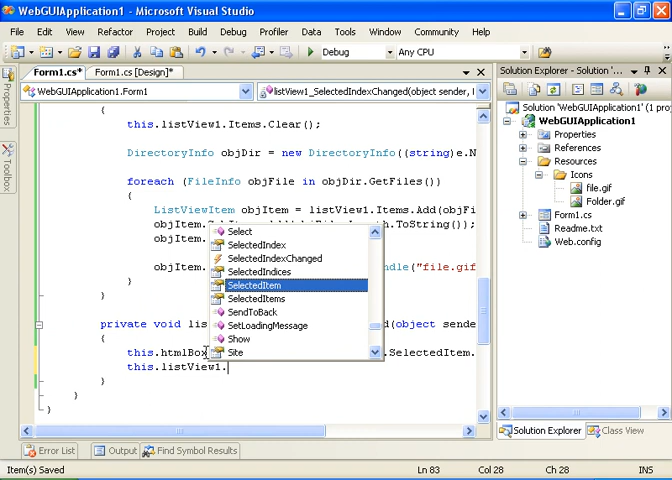 WebGUIApplication1 - Microsoft Visual Studio
File Edit View Refactor Project Build Debug Data Tools Window Profiler Community Help
Debug Any CPU
Form1.cs* Form1.cs [Design]*
WebGUIApplication1.Form1 listView1_SelectedIndexChanged(object sender,
Properties
Toolbox
{
this.listView1.Items.Clear();
DirectoryInfo objDir = new DirectoryInfo((string)e.N
foreach (FileInfo objFile in objDir.GetFiles())
{
ListViewItem objItem = listView1.Items.Add(objFi
.ToString());
objItem.
objItem. ndle("file.gif
}
}
private void lis d(object sende
{
this.htmlBox .SelectedItem.
this.listView1.
}
}
}
Select
SelectedIndex
SelectedIndexChanged
SelectedIndices
SelectedItem
SelectedItems
SendToBack
SetLoadingMessage
Show
Site
Solution Explorer
Solution 'WebGUIApplication1' (1 proj
WebGUIApplication1
Properties
References
Resources
Icons
file.gif
Folder.gif
Form1.cs
Readme.txt
Web.config
Solution Explorer Class View
Error List Output Find Symbol Results
Item(s) Saved Ln 83 Col 28 Ch 28 INS